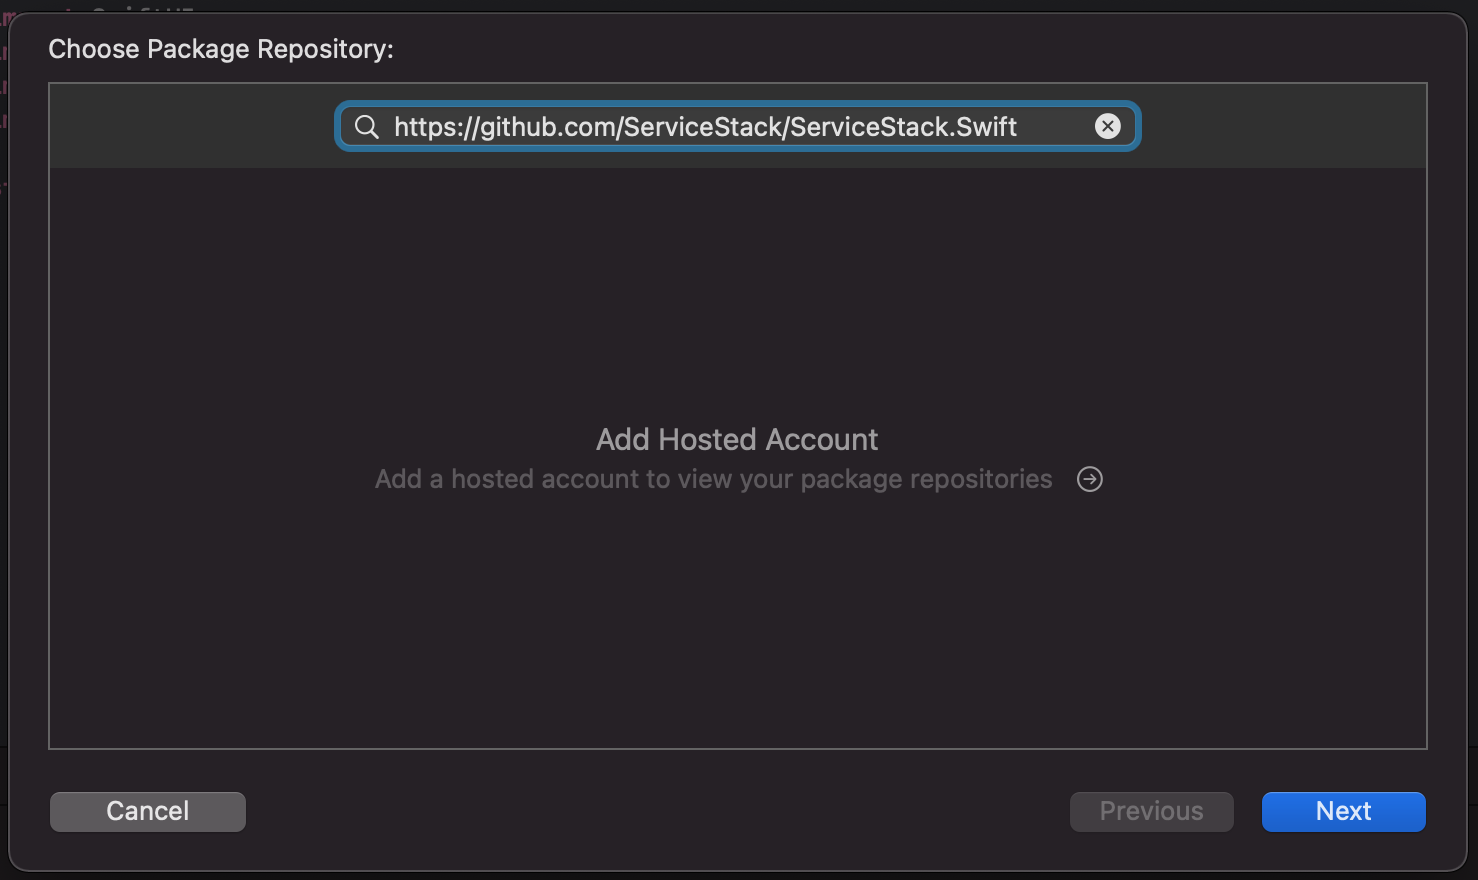 Choose Package Repository:
https://github.com/ServiceStack/ServiceStack.Swift
Add Hosted Account
Add a hosted account to view your package repositories
Cancel
Previous
Next